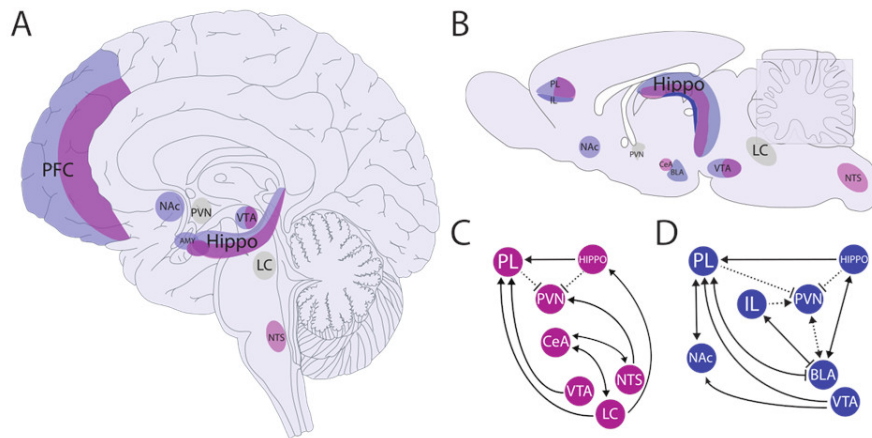 A
PFC
NAc
PVN
VTA
AMY
Hippo
LC
NTS
B
PL
IL
Hippo
NAc
PVN
CeA
BLA
VTA
LC
NTS
C
PL
HIPPO
PVN
CeA
NTS
VTA
LC
D
PL
HIPPO
IL
PVN
NAc
BLA
VTA